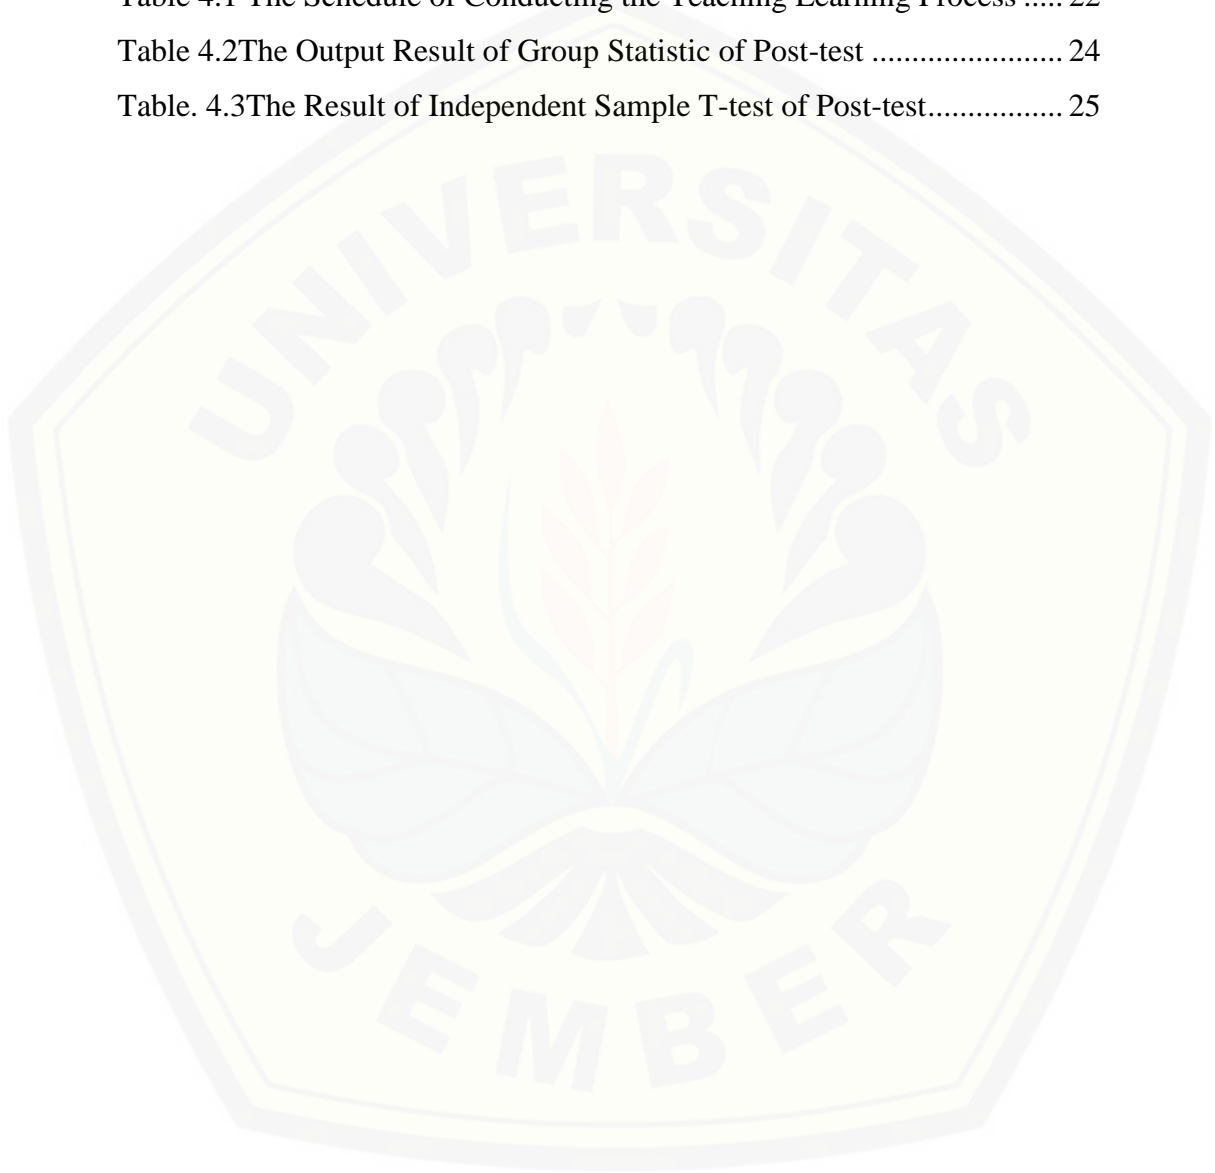 Table 4.1 The Schedule of Conducting the Teaching Learning Process ..... 22
Table 4.2The Output Result of Group Statistic of Post-test ........................ 24
Table. 4.3The Result of Independent Sample T-test of Post-test................. 25
UNIVERSITAS
JEMBER